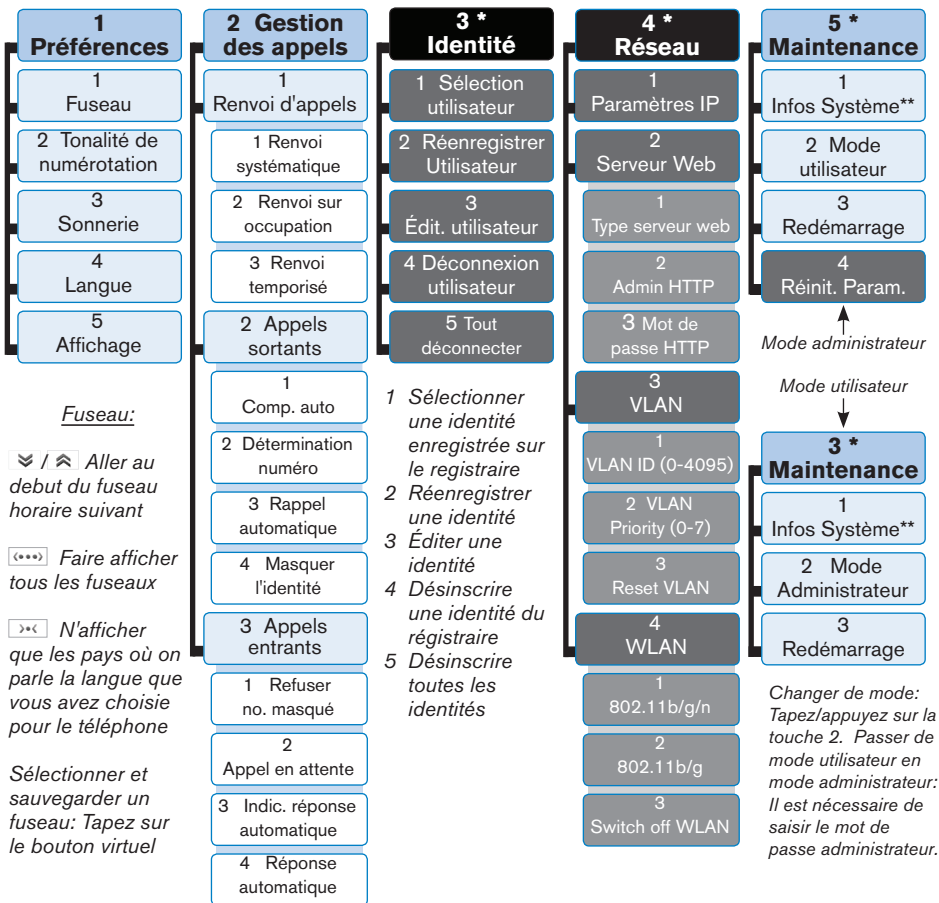 1
Préférences
1
Fuseau
2 Tonalité de
numérotation
3
Sonnerie
4
Langue
5
Affichage
Fuseau:
/ Aller au
debut du fuseau
horaire suivant
Faire afficher
tous les fuseaux
N'afficher
que les pays où on
parle la langue que
vous avez choisie
pour le téléphone
Sélectionner et
sauvegarder un
fuseau: Tapez sur
le bouton virtuel
2 Gestion
des appels
1
Renvoi d'appels
1 Renvoi
systématique
2 Renvoi sur
occupation
3 Renvoi
temporisé
2 Appels
sortants
1
Comp. auto
2 Détermination
numéro
3 Rappel
automatique
4 Masquer
l'identité
3 Appels
entrants
1 Refuser
no. masqué
2
Appel en attente
3 Indic. réponse
automatique
4 Réponse
automatique
3 *
Identité
1 Sélection
utilisateur
2 Réenregistrer
Utilisateur
3
Édit. utilisateur
4 Déconnexion
utilisateur
5 Tout
déconnecter
1 Sélectionner
une identité
enregistrée sur
le registraire
2 Réenregistrer
une identité
3 Éditer une
identité
4 Désinscrire
une identité du
régistraire
5 Désinscrire
toutes les
identités
4 *
Réseau
1
Paramètres IP
2
Serveur Web
1
Type serveur web
2
Admin HTTP
3 Mot de
passe HTTP
3
VLAN
1
VLAN ID (0-4095)
2 VLAN
Priority (0-7)
3
Reset VLAN
4
WLAN
1
802.11b/g/n
2
802.11b/g
3
Switch off WLAN
5 *
Maintenance
1
Infos Système**
2 Mode
utilisateur
3
Redémarrage
4
Réinit. Param.
Mode administrateur
Mode utilisateur
3 *
Maintenance
1
Infos Système**
2 Mode
Administrateur
3
Redémarrage
Changer de mode:
Tapez/appuyez sur la
touche 2. Passer de
mode utilisateur en
mode administrateur:
Il est nécessaire de
saisir le mot de
passe administrateur.